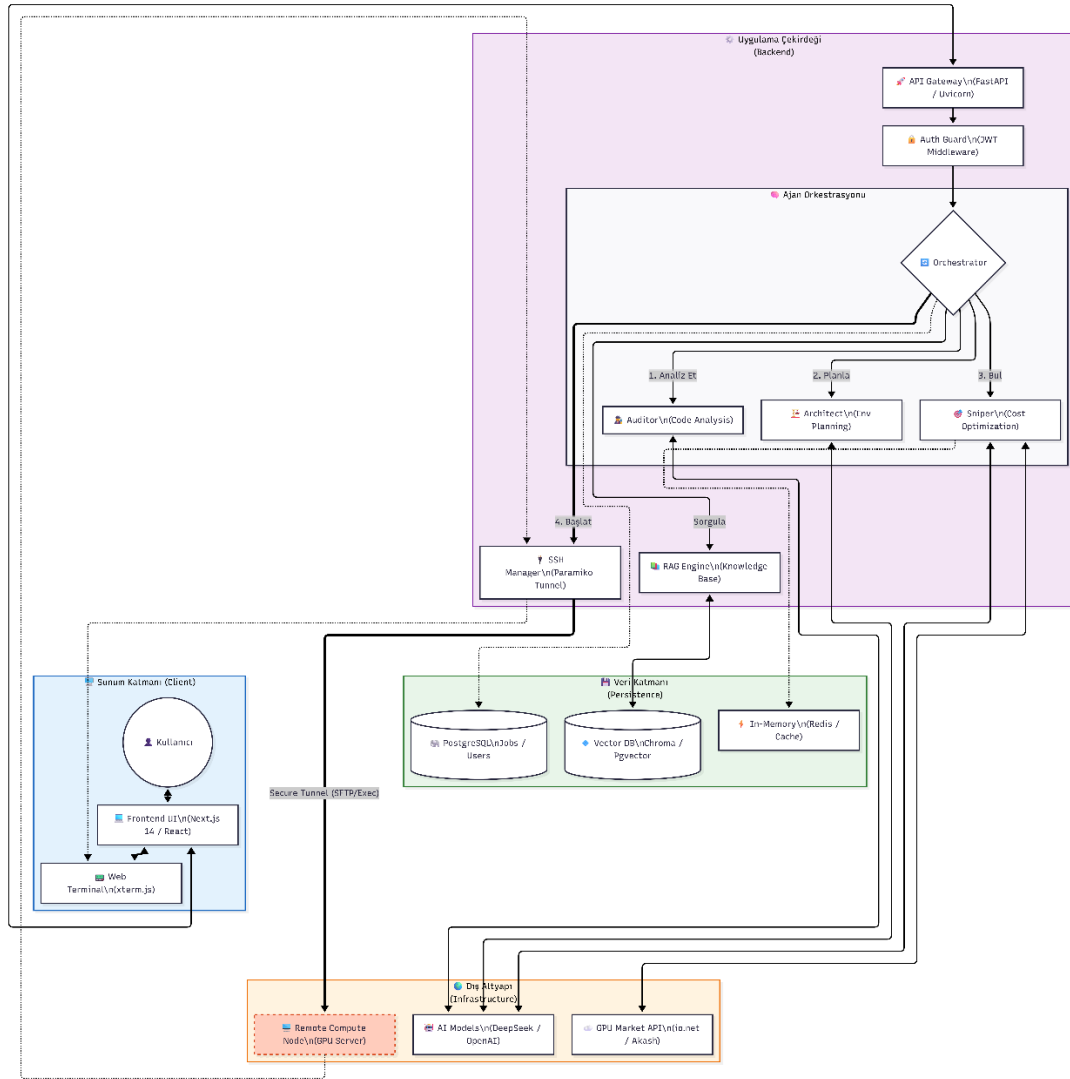 Uygulama Çekirdeği
(Backend)
API Gateway\n(FastAPI
/ Uvicorn)
Auth Guard\n(JWT
Middleware)
Ajan Orkestrasyonu
Orchestrator
1. Analiz Et
2. Planla
3. Bul
Auditor\n(Code Analysis)
Architect\n(Env
Planning)
Sniper\n(Cost
Optimization)
4. Başlat
Sorgula
SSH
Manager\n(Paramiko
Tunnel)
RAG Engine\n(Knowledge
Base)
Sunum Katmanı (Client)
Kullanıcı
Frontend UI\n(Next.js
14 / React)
Web
Terminal\n(xterm.js)
Veri Katmanı
(Persistence)
PostgreSQL\nJobs /
Users
Vector DB\nChroma /
Pgvector
In-Memory\n(Redis /
Cache)
Secure Tunnel (SFTP/Exec)
Dış Altyapı
(Infrastructure)
Remote Compute
Node\n(GPU Server)
AI Models\n(DeepSeek /
OpenAI)
GPU Market API\n(io.net
/ Akash)